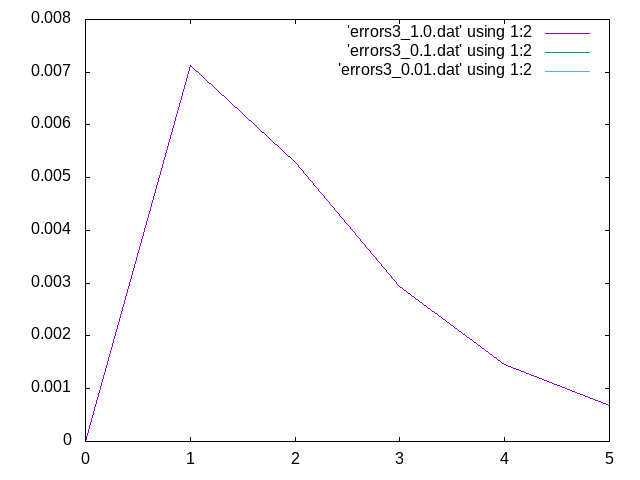 'errors3_1.0.dat' using 1:2
'errors3_0.1.dat' using 1:2
'errors3_0.01.dat' using 1:2
0.008
0.007
0.006
0.005
0.004
0.003
0.002
0.001
0
0 1 2 3 4 5